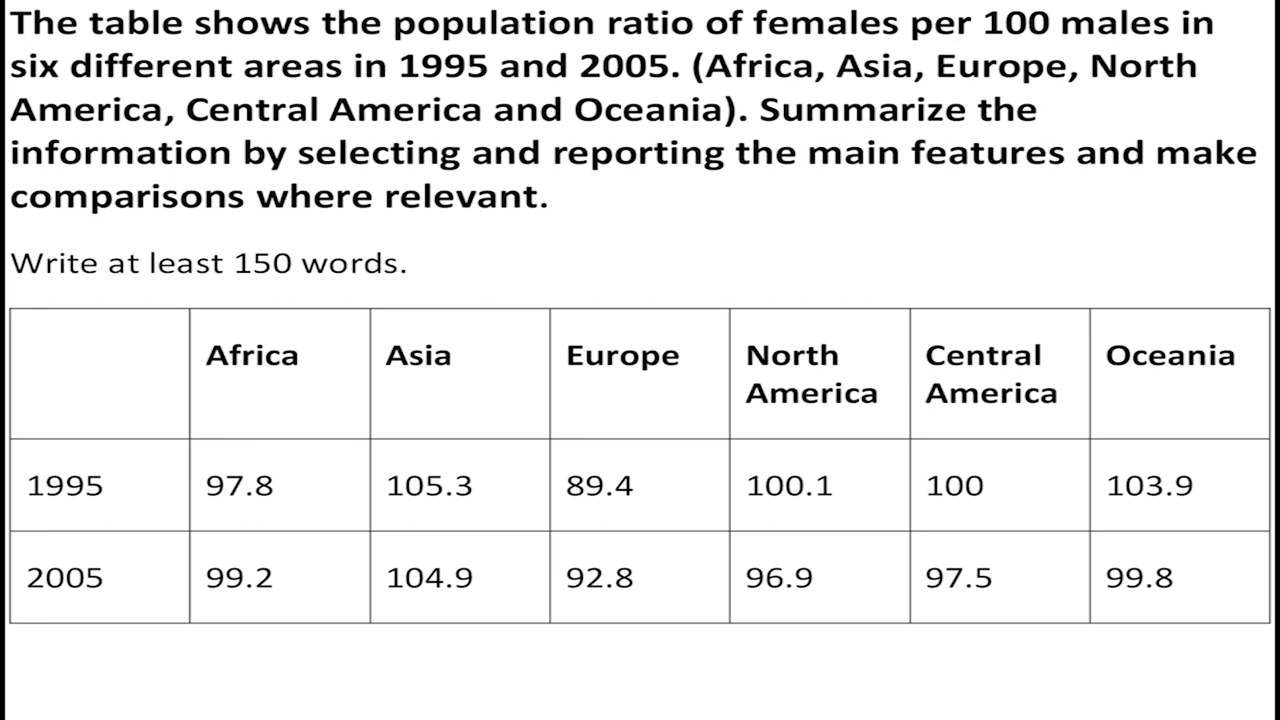 The table shows the population ratio of females per 100 males in
six different areas in 1995 and 2005. (Africa, Asia, Europe, North
America, Central America and Oceania). Summarize the
information by selecting and reporting the main features and make
comparisons where relevant.
Write at least 150 words.
Africa Asia Europe North America Central America Oceania
1995 97.8 105.3 89.4 100.1 100 103.9
2005 99.2 104.9 92.8 96.9 97.5 99.8